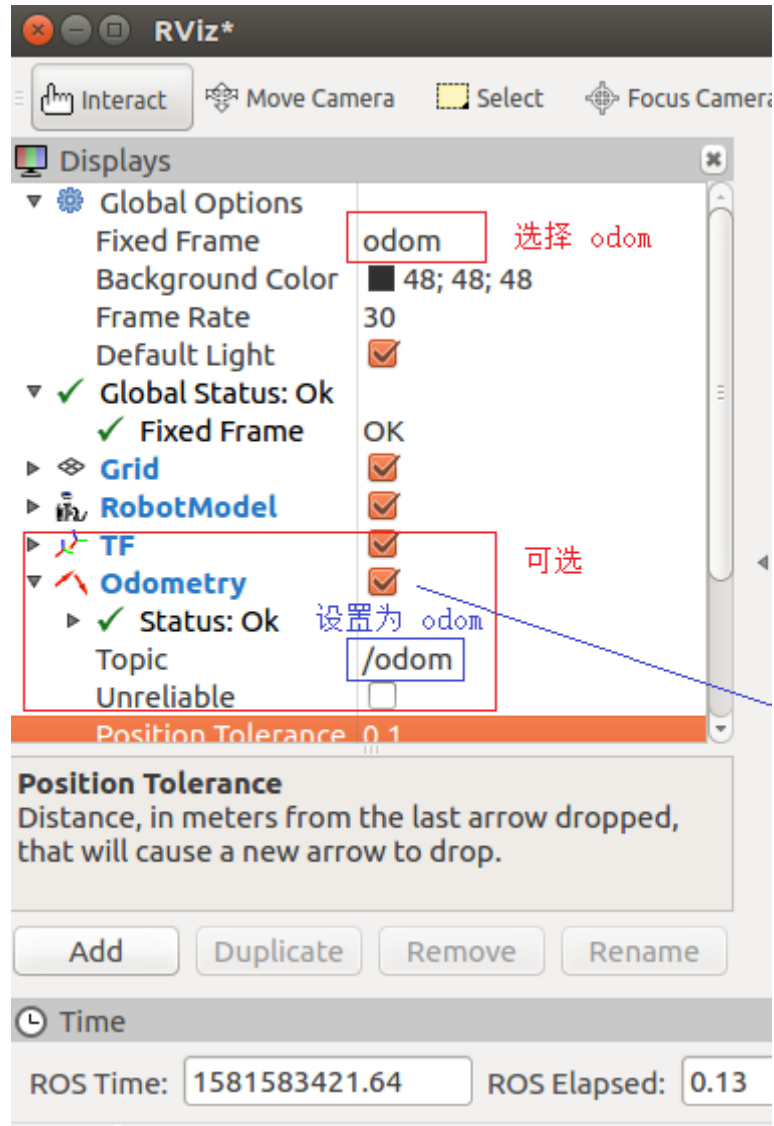 RViz*
Interact Move Camera Select Focus Camera
Displays
Global Options
Fixed Frame odom 选择 odom
Background Color 48; 48; 48
Frame Rate 30
Default Light
Global Status: Ok
Fixed Frame OK
Grid
RobotModel
TF
可选
Odometry
Status: Ok 设置为 odom
Topic /odom
Unreliable
Position Tolerance 0.1
Position Tolerance
Distance, in meters from the last arrow dropped,
that will cause a new arrow to drop.
Add Duplicate Remove Rename
Time
ROS Time: 1581583421.64 ROS Elapsed: 0.13